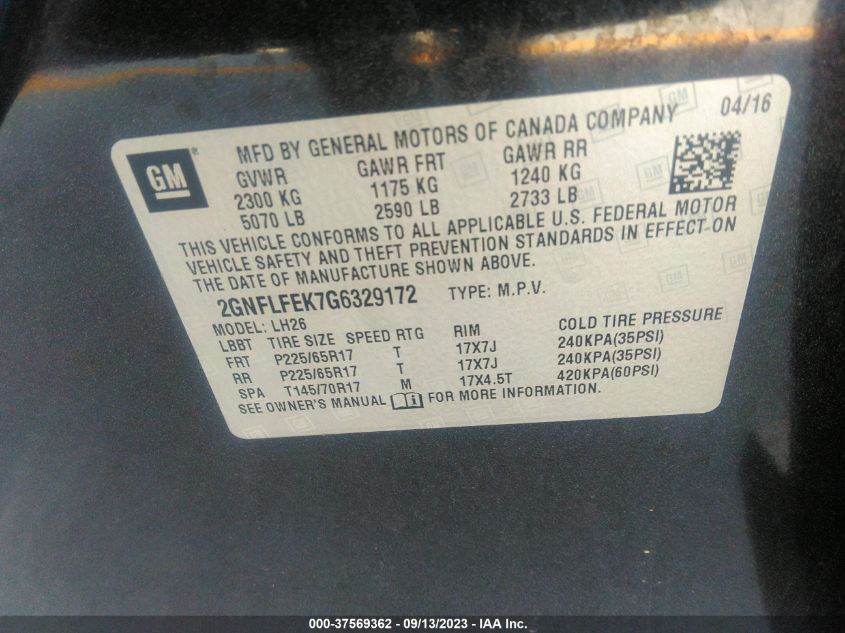 04/16
MFD BY GENERAL MOTORS OF CANADA COMPANY
GM
GVWR GAWR FRT GAWR RR
2300 KG 1175 KG 1240 KG
5070 LB 2590 LB 2733 LB
THIS VEHICLE CONFORMS TO ALL APPLICABLE U.S. FEDERAL MOTOR
VEHICLE SAFETY AND THEFT PREVENTION STANDARDS IN EFFECT ON
THE DATE OF MANUFACTURE SHOWN ABOVE.
2GNFLFEK7G6329172 TYPE: M.P.V.
MODEL: LH26
LBBT TIRE SIZE SPEED RTG RIM COLD TIRE PRESSURE
FRT P225/65R17 T 17X7J 240KPA(35PSI)
RR P225/65R17 T 17X7J 240KPA(35PSI)
SPA T145/70R17 M 17X4.5T 420KPA(60PSI)
SEE OWNER'S MANUAL FOR MORE INFORMATION.
000-37569362 - 09/13/2023 - IAA Inc.